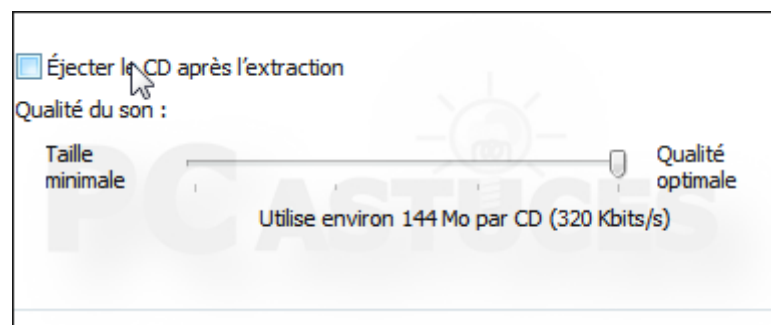 Éjecter le CD après l'extraction
Qualité du son :
Taille
minimale
Qualité
optimale
Utilise environ 144 Mo par CD (320 Kbits/s)
PC ASTUCES